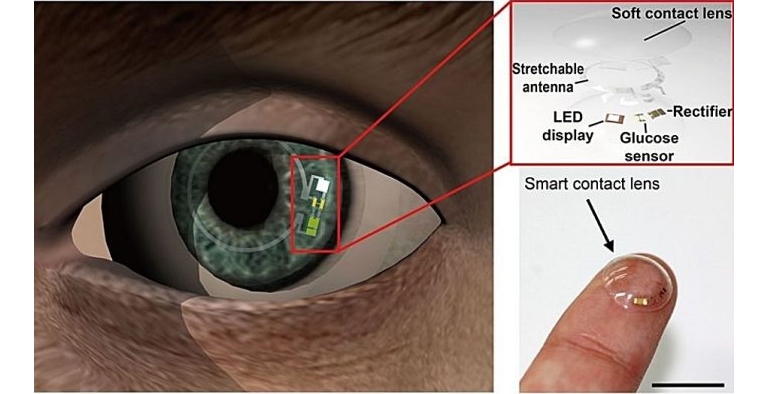 Soft contact lens
Stretchable
antenna
LED
display
Rectifier
Glucose
sensor
Smart contact lens